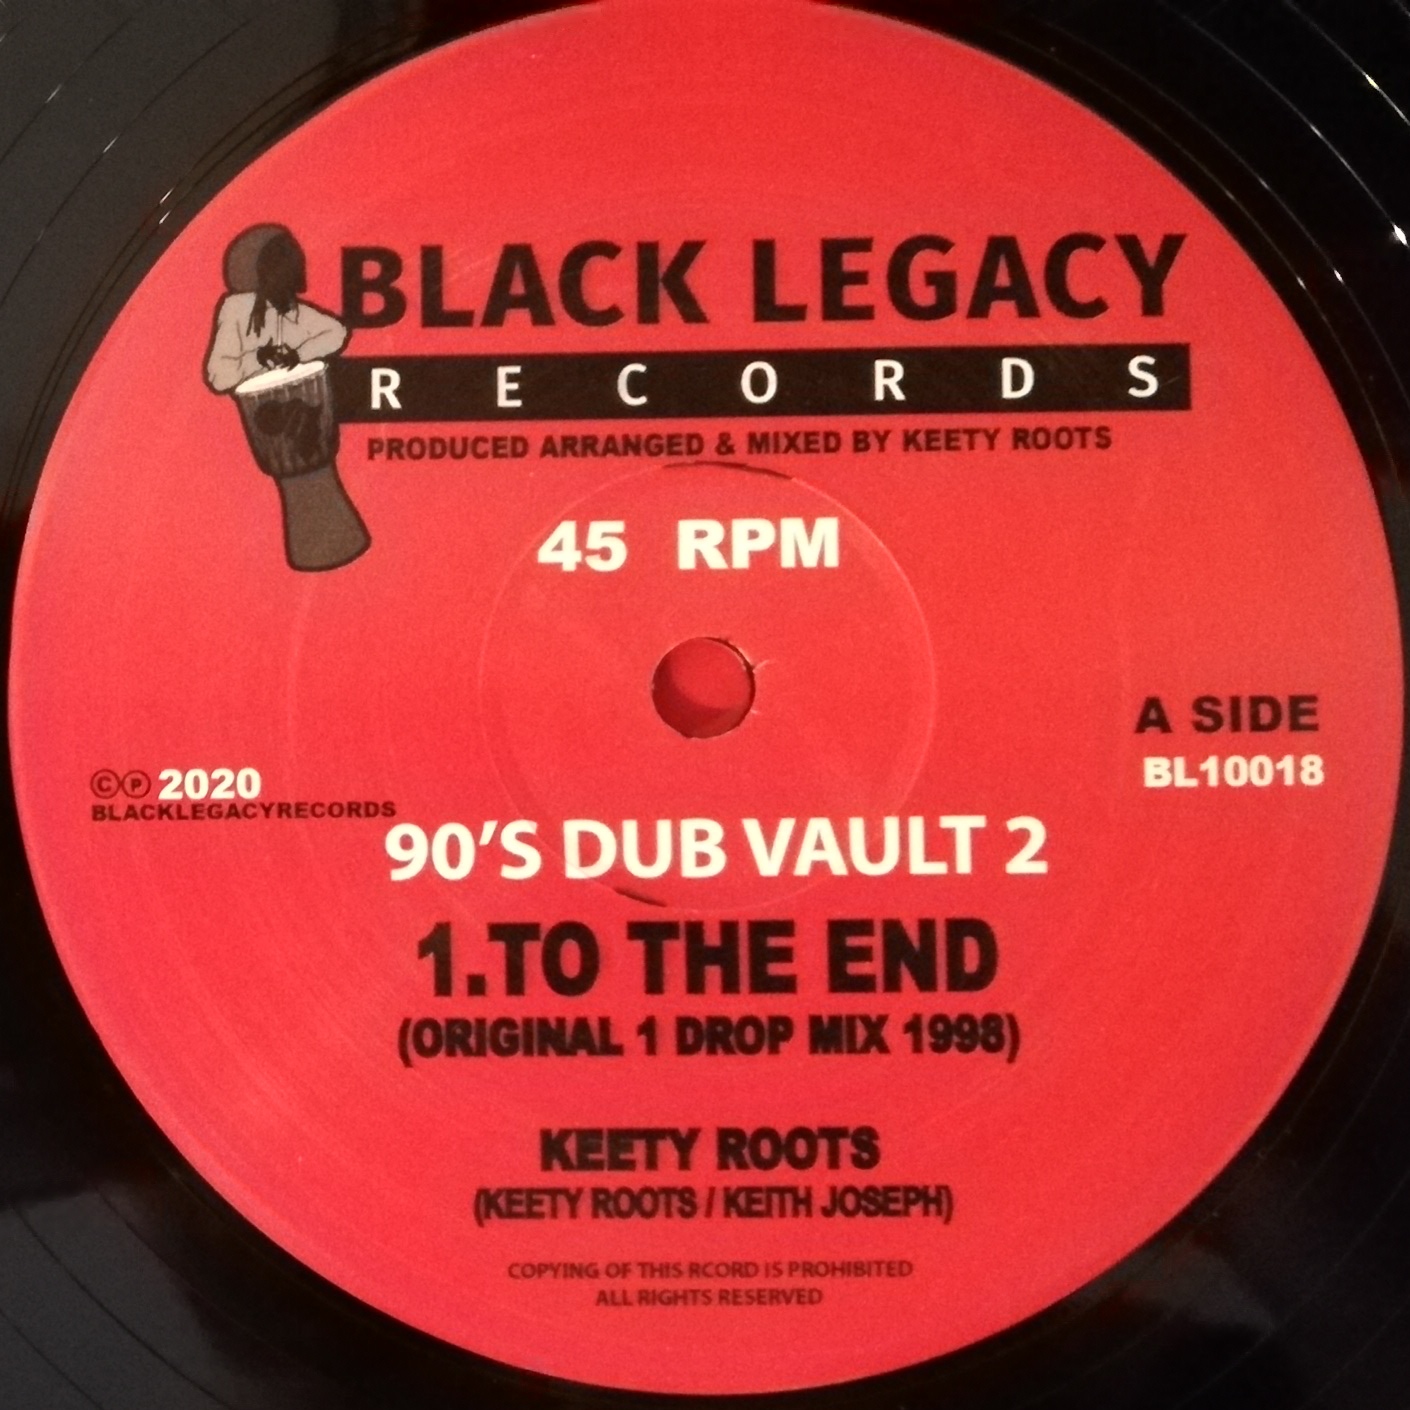 BLACK LEGACY
RECORDS
PRODUCED ARRANGED & MIXED BY KEETY ROOTS
45 RPM
A SIDE
BL10018
©℗ 2020
BLACKLEGACYRECORDS
90'S DUB VAULT 2
1.TO THE END
(ORIGINAL 1 DROP MIX 1998)
KEETY ROOTS
(KEETY ROOTS / KEITH JOSEPH)
COPYING OF THIS RCORD IS PROHIBITED
ALL RIGHTS RESERVED